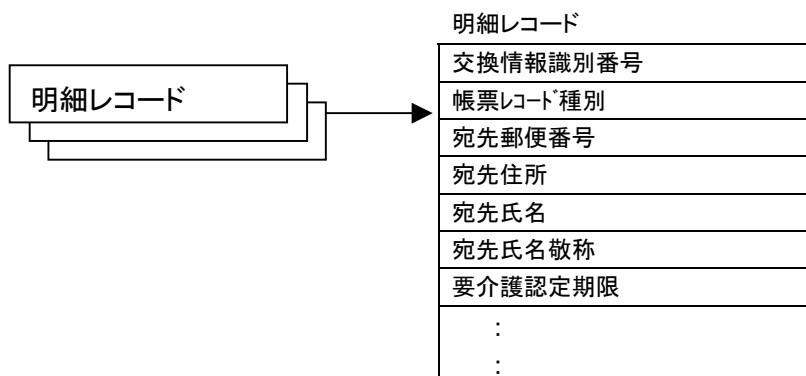 明細レコード
明細レコード
交換情報識別番号
帳票ﾚｺｰﾄﾞ種別
宛先郵便番号
宛先住所
宛先氏名
宛先氏名敬称
要介護認定期限
:
: